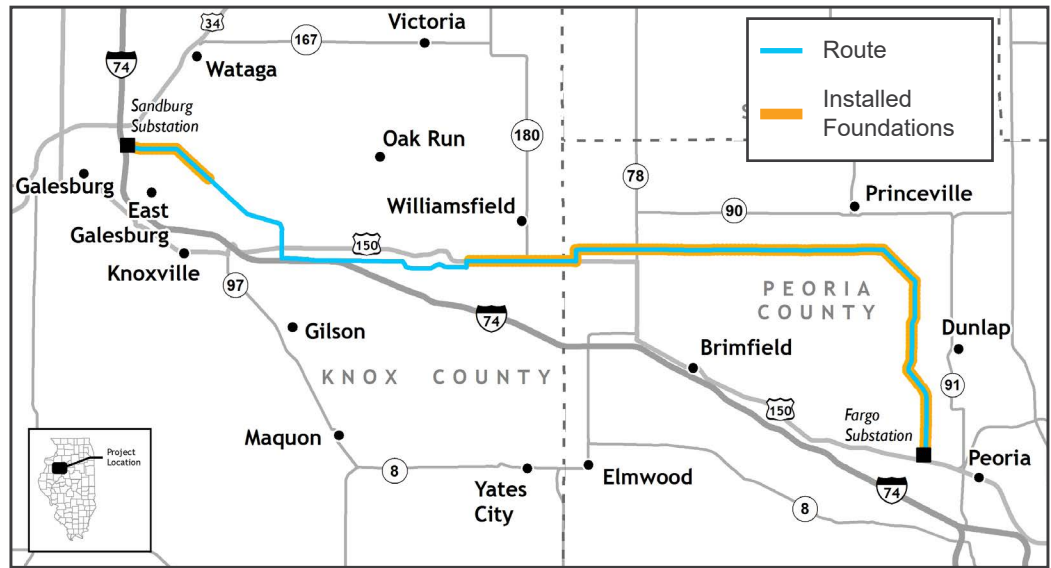 Victoria
34
167
74
Wataga
Sandburg
Substation
Route
Installed
Foundations
S
Oak Run
180
78
Galesburg
East
Galesburg
Williamsfield
Princeville
90
150
Knoxville
97
PEORIA
COUNTY
74
Gilson
Dunlap
Brimfield
KNOX COUNTY
91
150
Fargo
Substation
Maquon
Project
Location
8
Yates
City
Elmwood
Peoria
74
8